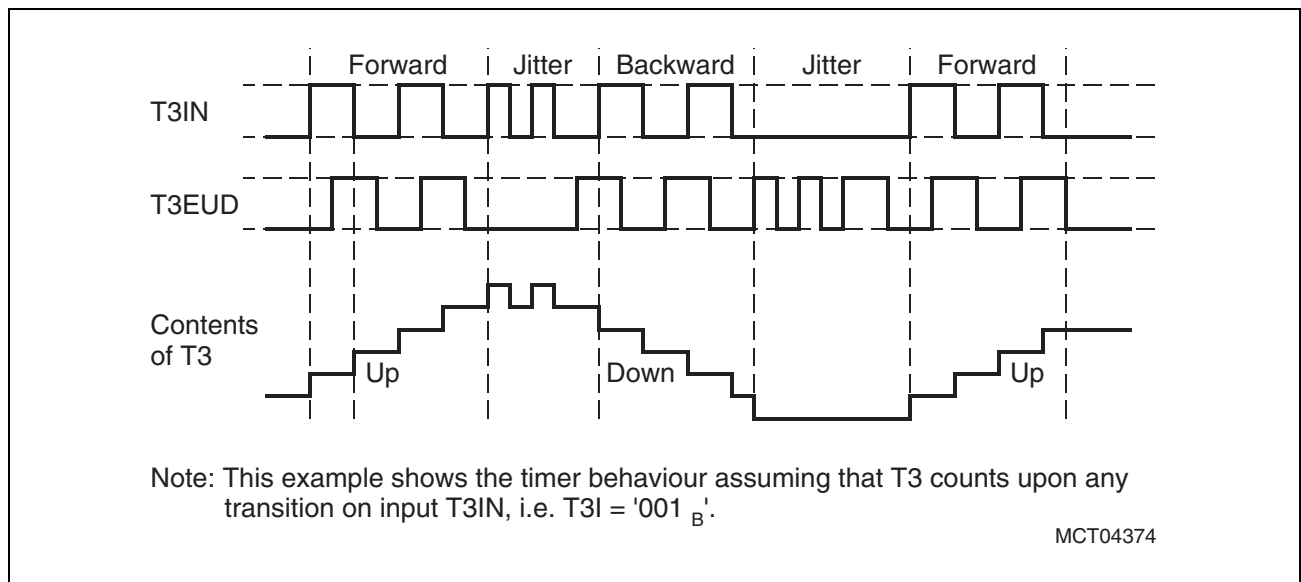 Forward Jitter Backward Jitter Forward
T3IN
T3EUD
Contents
of T3
Up Down Up
Note: This example shows the timer behaviour assuming that T3 counts upon any
transition on input T3IN, i.e. T3I = '001 B'.
MCT04374